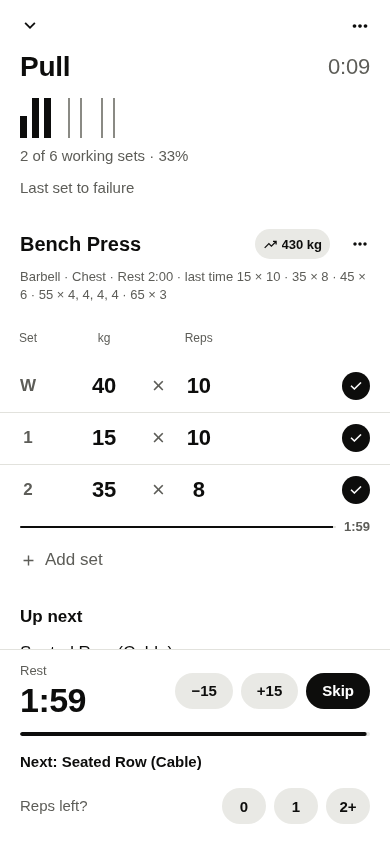 Pull
0:09
2 of 6 working sets · 33%
Last set to failure
Bench Press
430 kg
Barbell · Chest · Rest 2:00 · last time 15 × 10 · 35 × 8 · 45 ×
6 · 55 × 4, 4, 4, 4 · 65 × 3
Set kg Reps
W 40 × 10
1 15 × 10
2 35 × 8
1:59
+ Add set
Up next
Seated Row (Cable)
Rest
1:59
−15 +15 Skip
Next: Seated Row (Cable)
Reps left? 0 1 2+